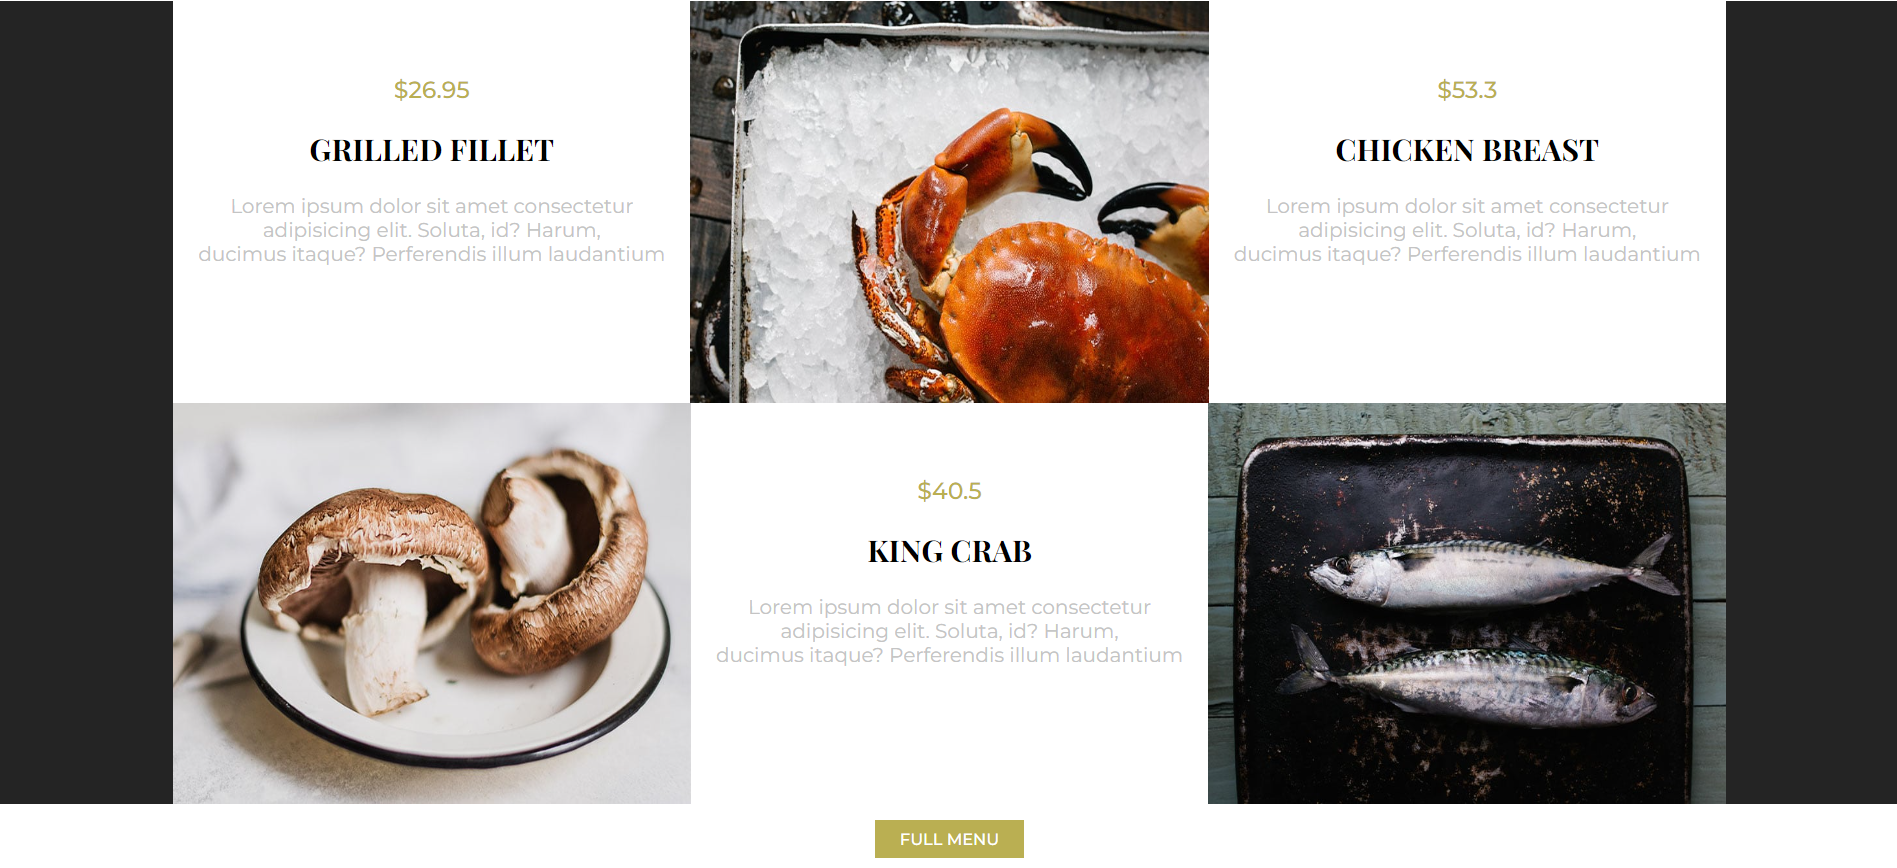 $26.95
GRILLED FILLET
Lorem ipsum dolor sit amet consectetur
adipisicing elit. Soluta, id? Harum,
ducimus itaque? Perferendis illum laudantium
$53.3
CHICKEN BREAST
Lorem ipsum dolor sit amet consectetur
adipisicing elit. Soluta, id? Harum,
ducimus itaque? Perferendis illum laudantium
$40.5
KING CRAB
Lorem ipsum dolor sit amet consectetur
adipisicing elit. Soluta, id? Harum,
ducimus itaque? Perferendis illum laudantium
FULL MENU